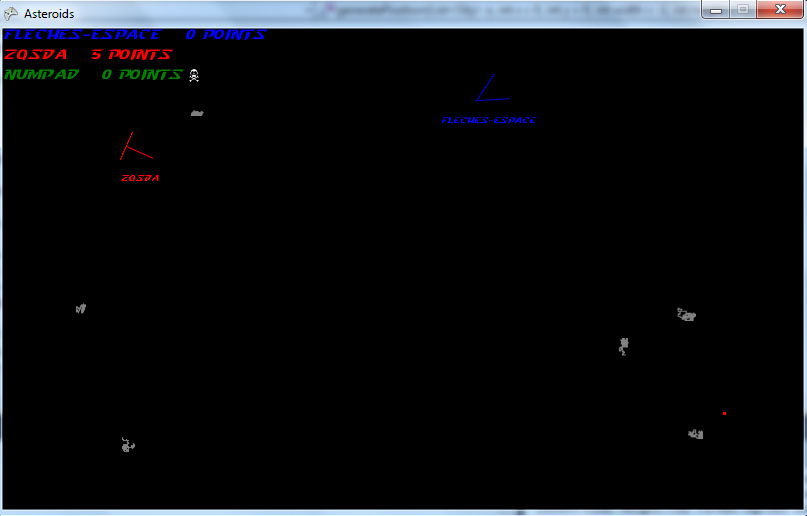 Asteroids
FLECHES-ESPACE 0 POINTS
ZQSDA 5 POINTS
NUMPAD 0 POINTS
FLECHES-ESPACE
ZQSDA